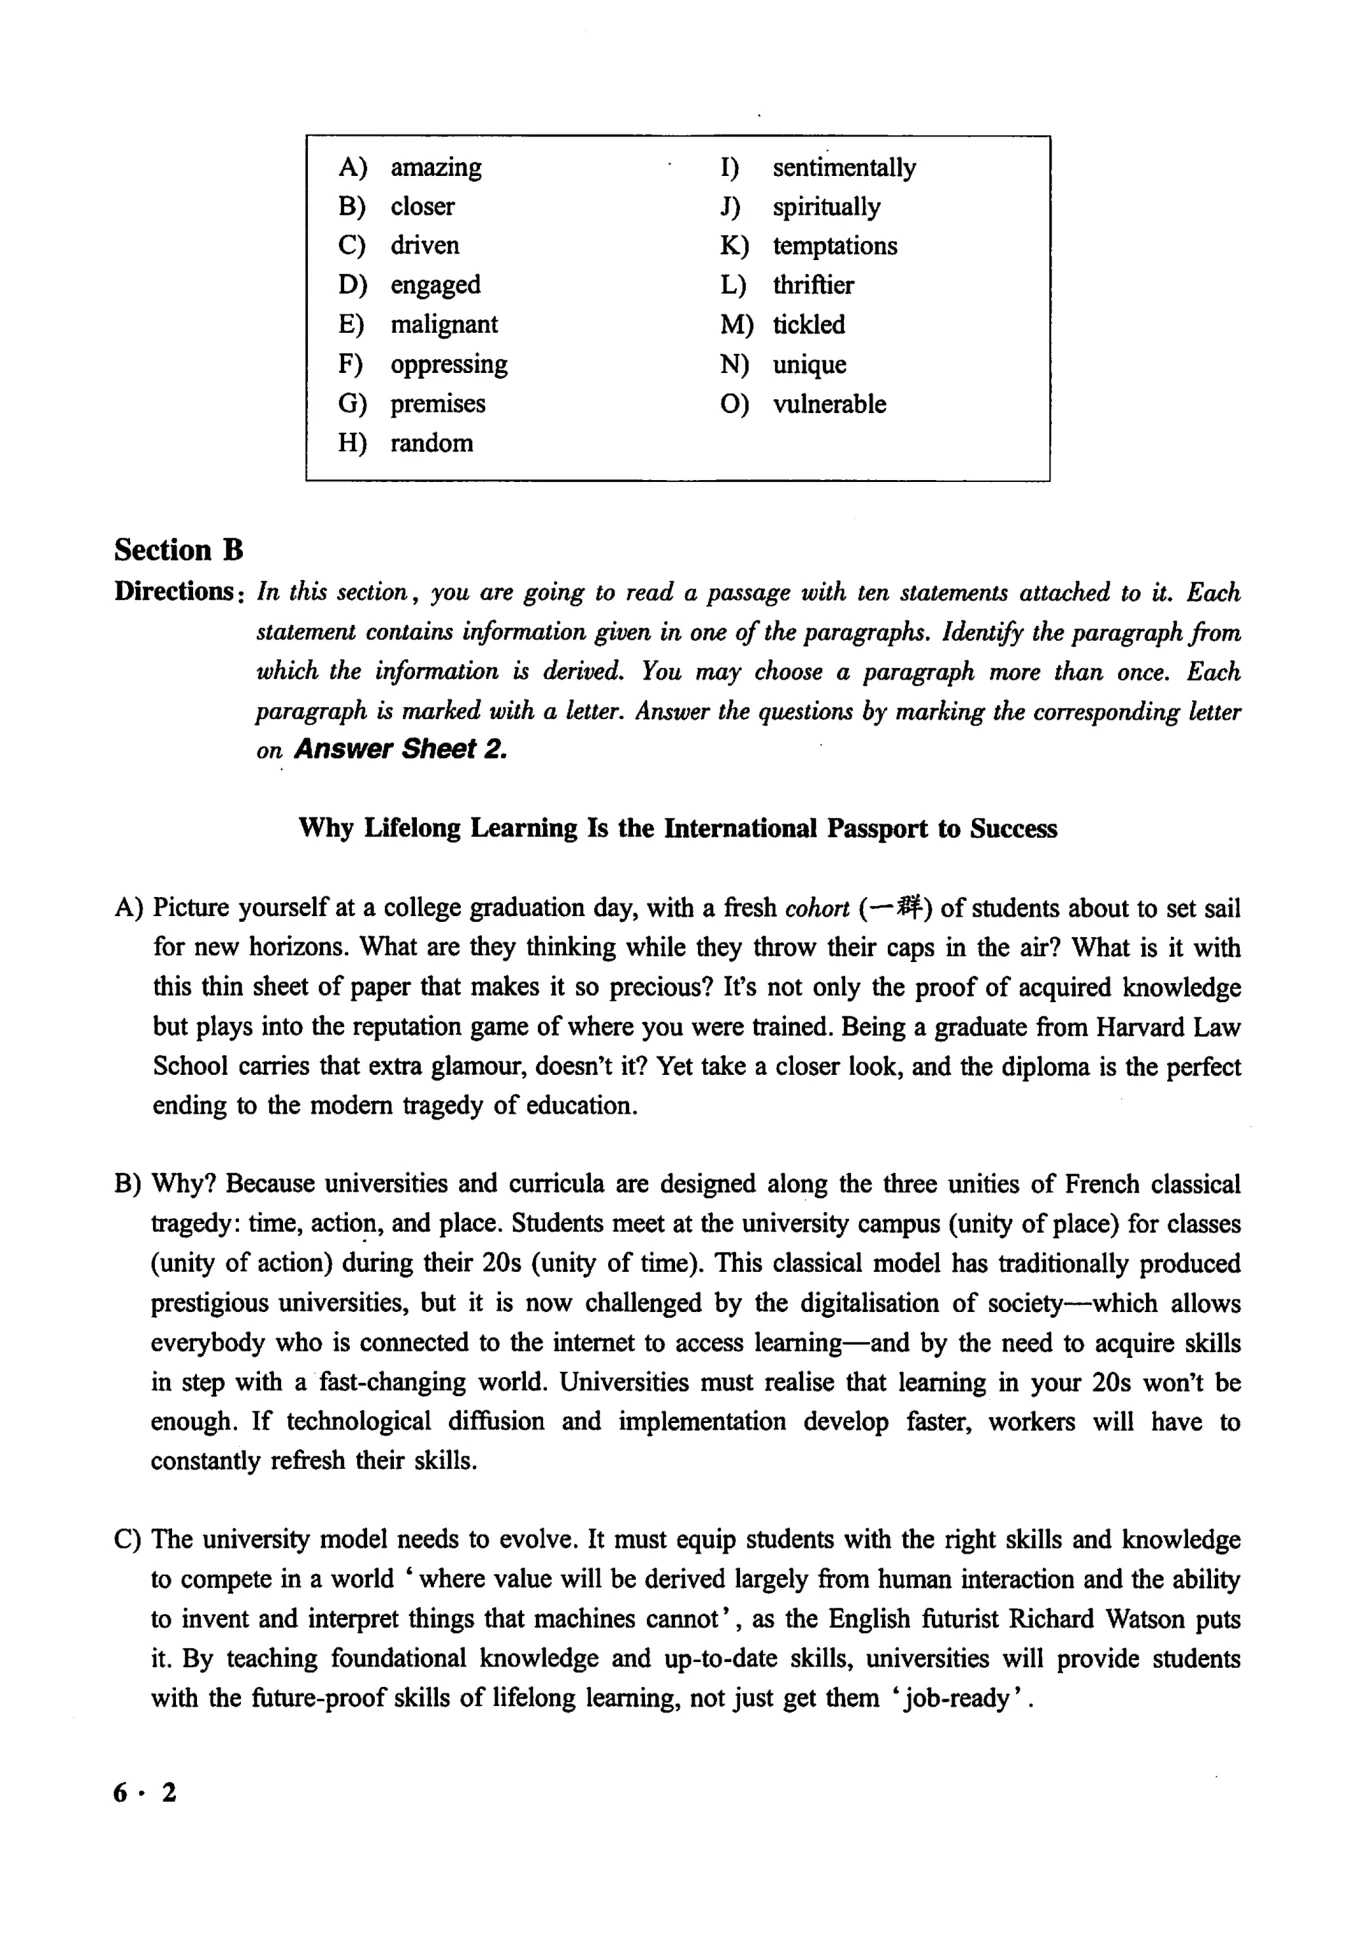 A) amazing I) sentimentally
B) closer J) spiritually
C) driven K) temptations
D) engaged L) thriftier
E) malignant M) tickled
F) oppressing N) unique
G) premises O) vulnerable
H) random
Section B
Directions: In this section, you are going to read a passage with ten statements attached to it. Each
statement contains information given in one of the paragraphs. Identify the paragraph from
which the information is derived. You may choose a paragraph more than once. Each
paragraph is marked with a letter. Answer the questions by marking the corresponding letter
on Answer Sheet 2.
Why Lifelong Learning Is the International Passport to Success
A) Picture yourself at a college graduation day, with a fresh cohort (一群) of students about to set sail
for new horizons. What are they thinking while they throw their caps in the air? What is it with
this thin sheet of paper that makes it so precious? It's not only the proof of acquired knowledge
but plays into the reputation game of where you were trained. Being a graduate from Harvard Law
School carries that extra glamour, doesn't it? Yet take a closer look, and the diploma is the perfect
ending to the modern tragedy of education.
B) Why? Because universities and curricula are designed along the three unities of French classical
tragedy: time, action, and place. Students meet at the university campus (unity of place) for classes
(unity of action) during their 20s (unity of time). This classical model has traditionally produced
prestigious universities, but it is now challenged by the digitalisation of society—which allows
everybody who is connected to the internet to access learning—and by the need to acquire skills
in step with a fast-changing world. Universities must realise that learning in your 20s won't be
enough. If technological diffusion and implementation develop faster, workers will have to
constantly refresh their skills.
C) The university model needs to evolve. It must equip students with the right skills and knowledge
to compete in a world ‘where value will be derived largely from human interaction and the ability
to invent and interpret things that machines cannot’, as the English futurist Richard Watson puts
it. By teaching foundational knowledge and up-to-date skills, universities will provide students
with the future-proof skills of lifelong learning, not just get them ‘job-ready’.
6 · 2